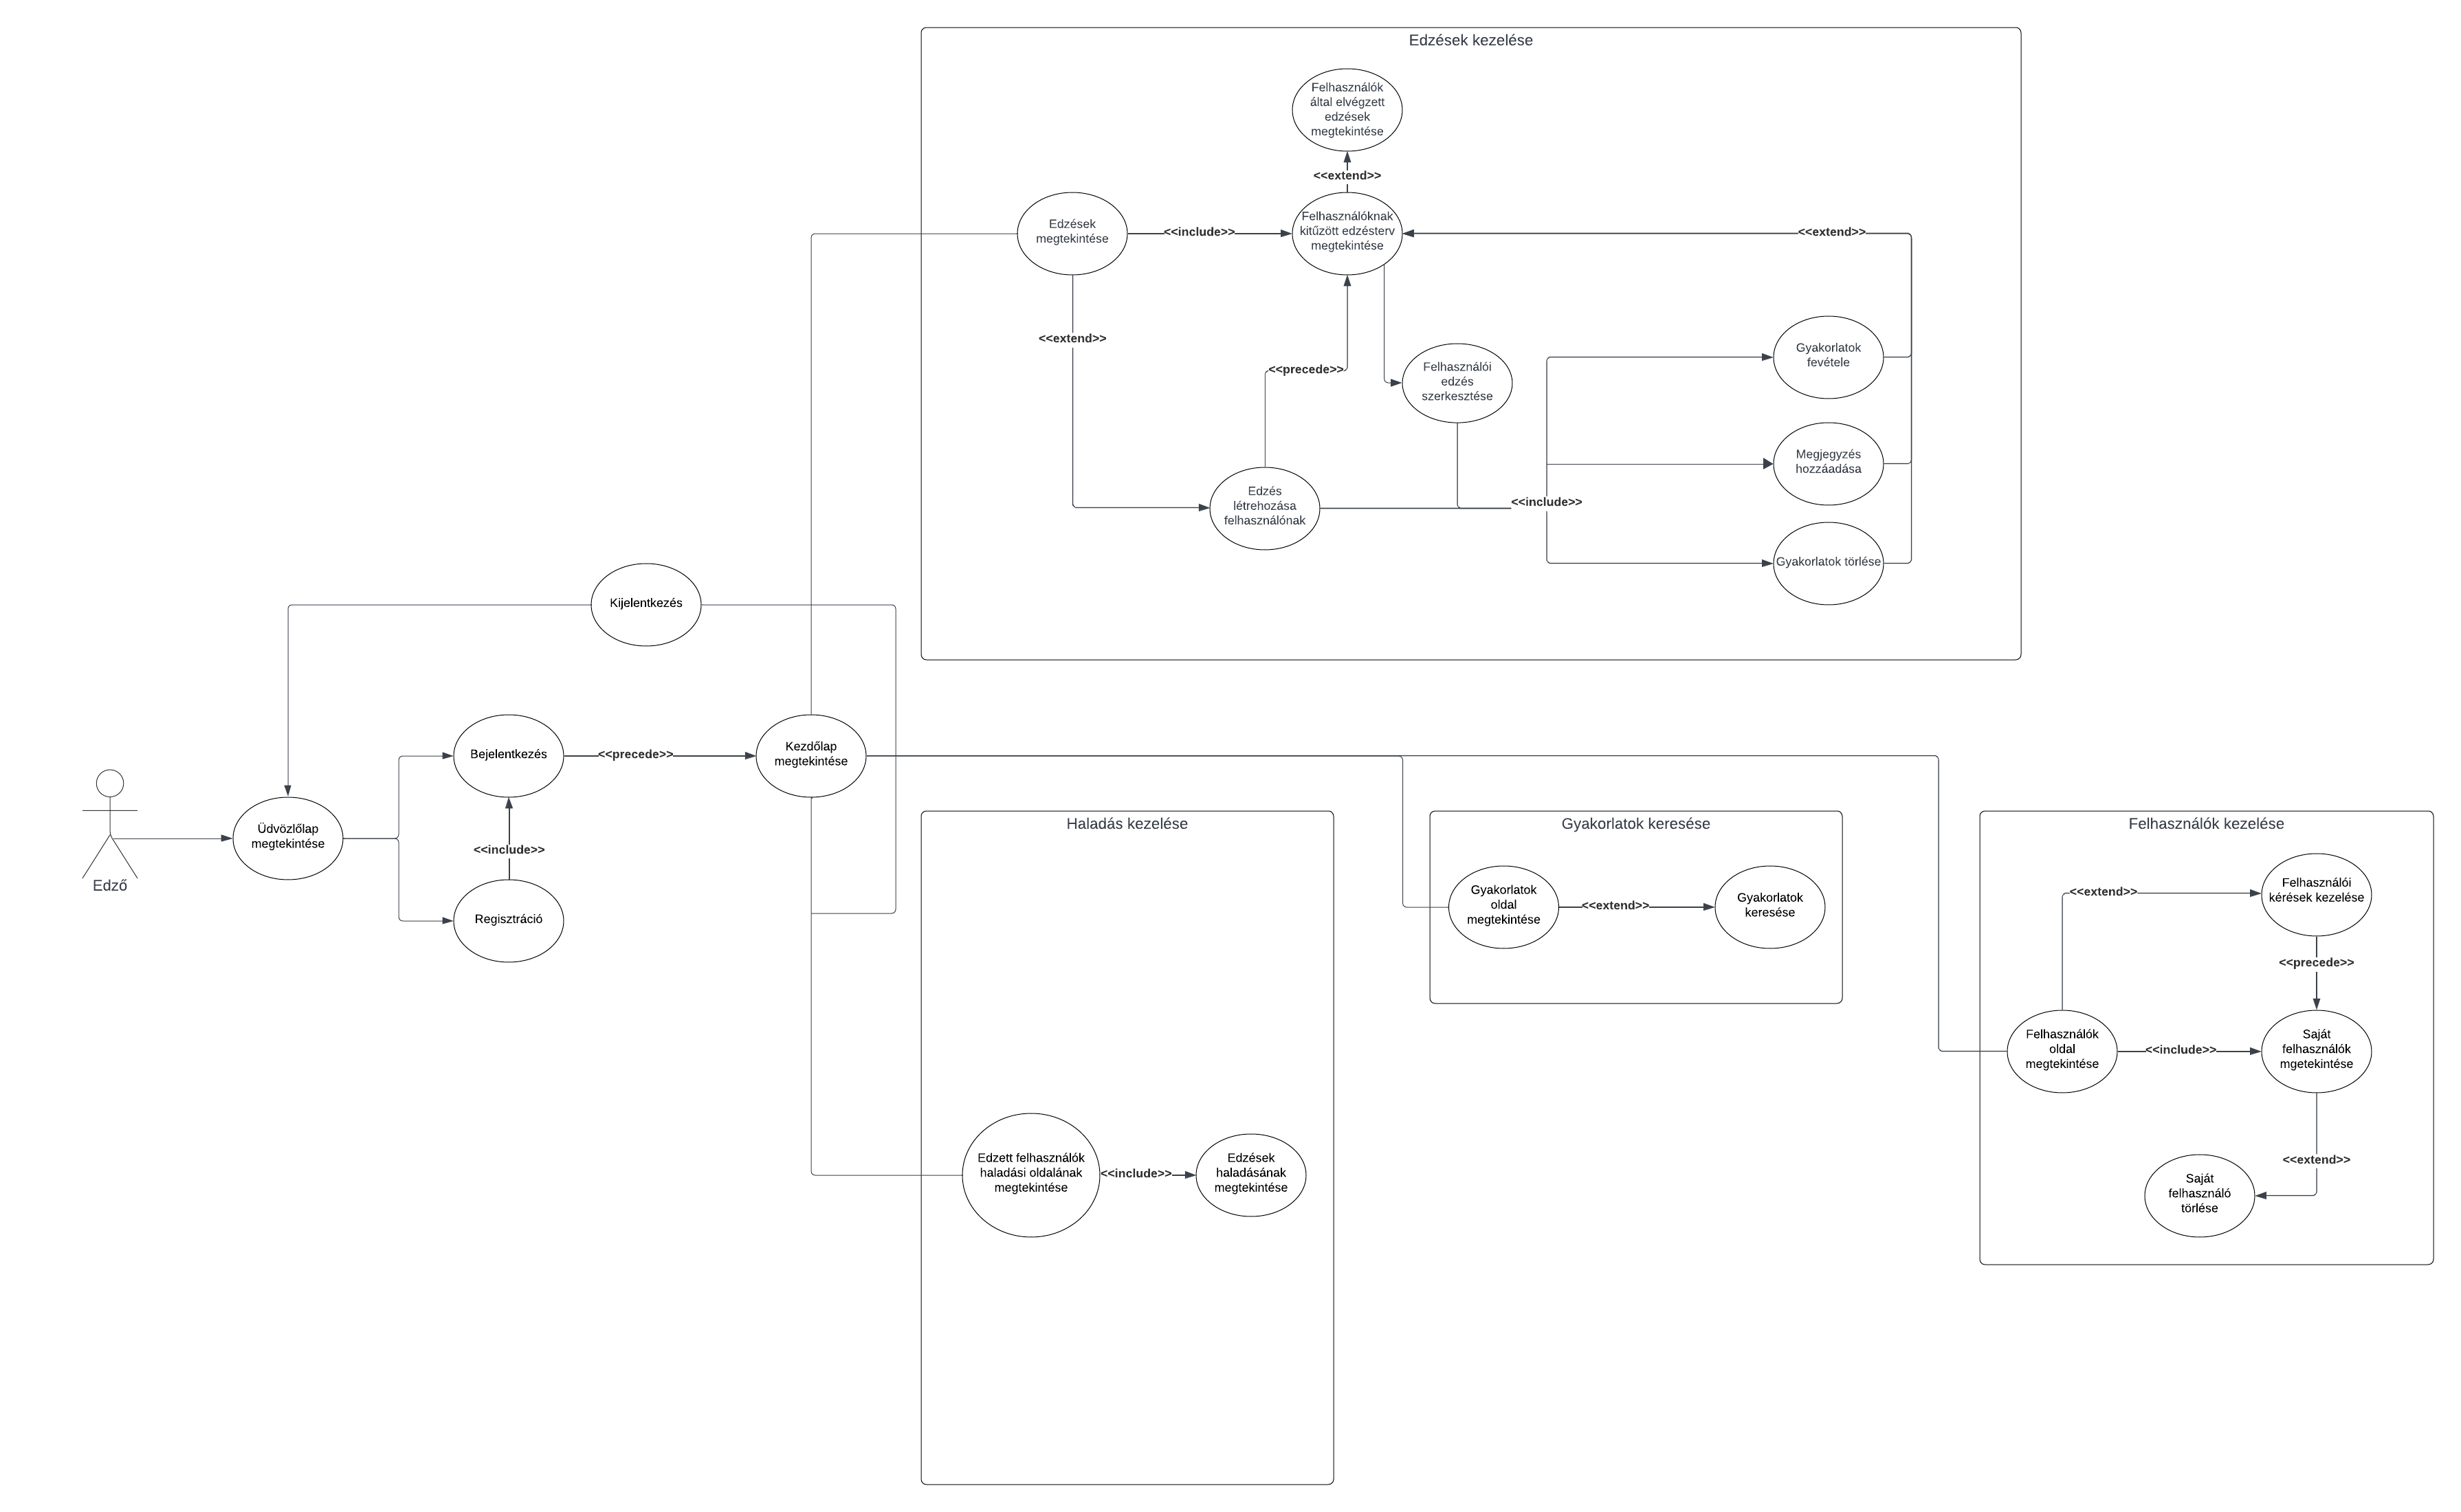 Edzések kezelése
Felhasználók
által elvégzett
edzések
megtekintése
<<extend>>
Edzések
megtekintése
<<include>>
Felhasználóknak
kitűzött edzésterv
megtekintése
<<extend>>
<<extend>>
<<precede>>
Felhasználói
edzés
szerkesztése
Gyakorlatok
fevétele
Megjegyzés
hozzáadása
Edzés
létrehozása
felhasználónak
<<include>>
Gyakorlatok törlése
Kijelentkezés
Bejelentkezés
<<precede>>
Kezdőlap
megtekintése
Edző
Üdvözlőlap
megtekintése
<<include>>
Regisztráció
Haladás kezelése
Edzett felhasználók
haladási oldalának
megtekintése
<<include>>
Edzések
haladásának
megtekintése
Gyakorlatok keresése
Gyakorlatok
oldal
megtekintése
<<extend>>
Gyakorlatok
keresése
Felhasználók kezelése
<<extend>>
Felhasználói
kérések kezelése
<<precede>>
Felhasználók
oldal
megtekintése
<<include>>
Saját
felhasználók
mgetekintése
<<extend>>
Saját
felhasználó
törlése